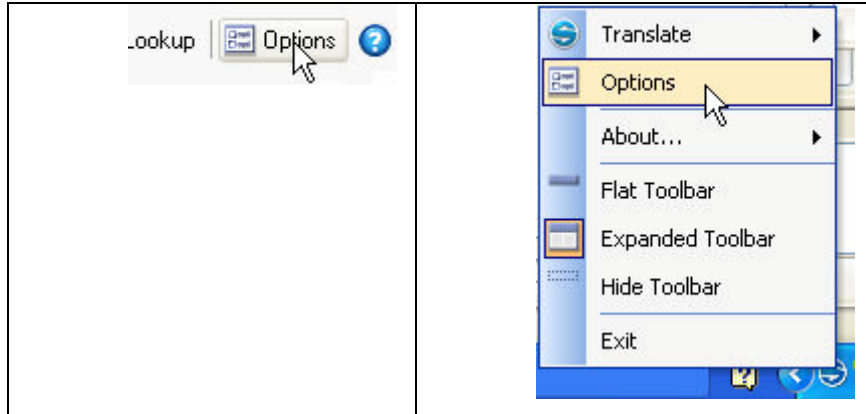 Lookup Options
Translate
Options
About...
Flat Toolbar
Expanded Toolbar
Hide Toolbar
Exit